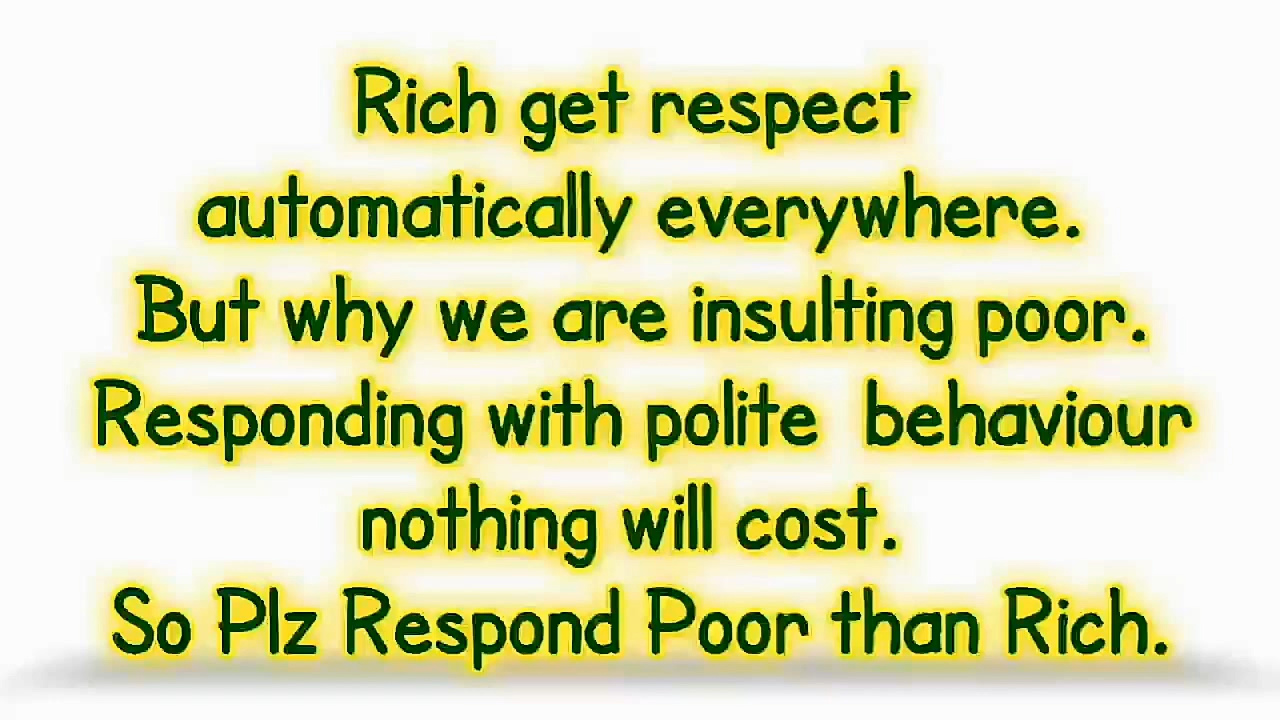 Rich get respect
automatically everywhere.
But why we are insulting poor.
Responding with polite behaviour
nothing will cost.
So Plz Respond Poor than Rich.